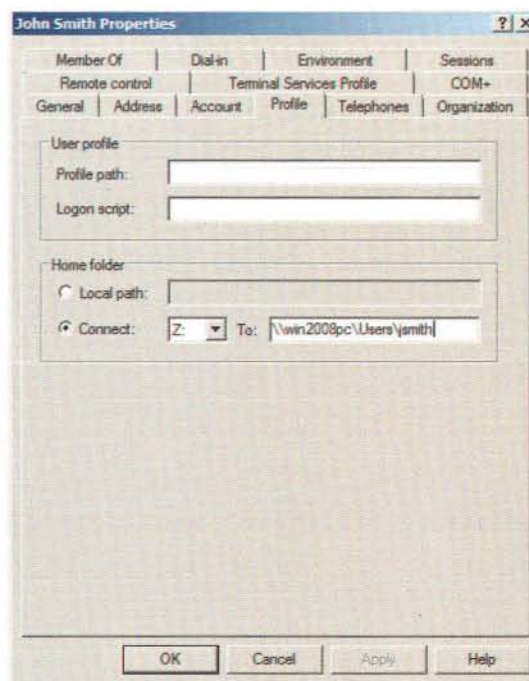 John Smith Properties
Member Of Dial-in Environment Sessions
Remote control Terminal Services Profile COM+
General Address Account Profile Telephones Organization
User profile
Profile path:
Logon script:
Home folder
Local path:
Connect: Z: To: \\win2008pc\Users\jsmith
OK Cancel Apply Help